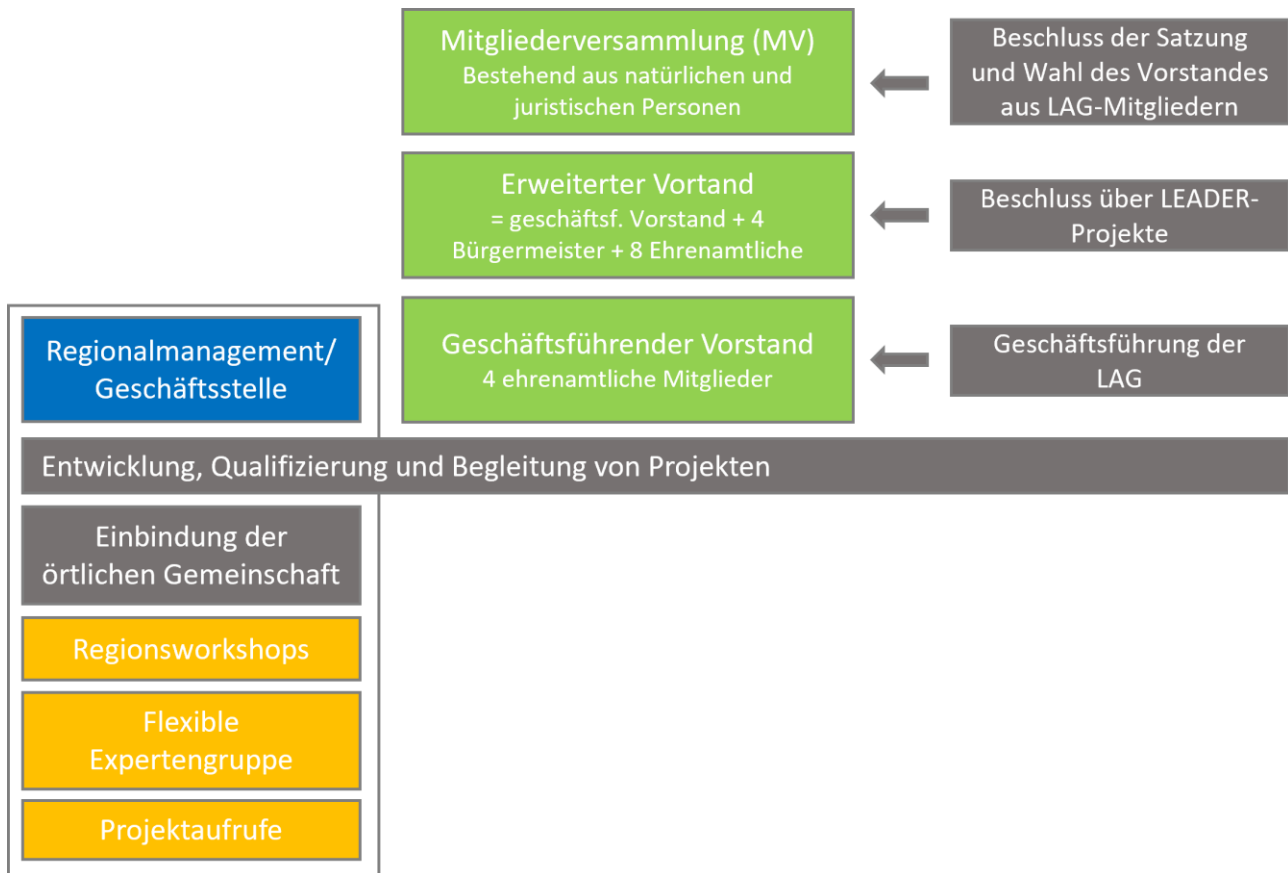 Mitgliederversammlung (MV)
Bestehend aus natürlichen und
juristischen Personen
Beschluss der Satzung
und Wahl des Vorstandes
aus LAG-Mitgliedern
Erweiterter Vortand
= geschäftsf. Vorstand + 4
Bürgermeister + 8 Ehrenamtliche
Beschluss über LEADER-
Projekte
Regionalmanagement/
Geschäftsstelle
Geschäftsführender Vorstand
4 ehrenamtliche Mitglieder
Geschäftsführung der
LAG
Entwicklung, Qualifizierung und Begleitung von Projekten
Einbindung der
örtlichen Gemeinschaft
Regionsworkshops
Flexible
Expertengruppe
Projektaufrufe